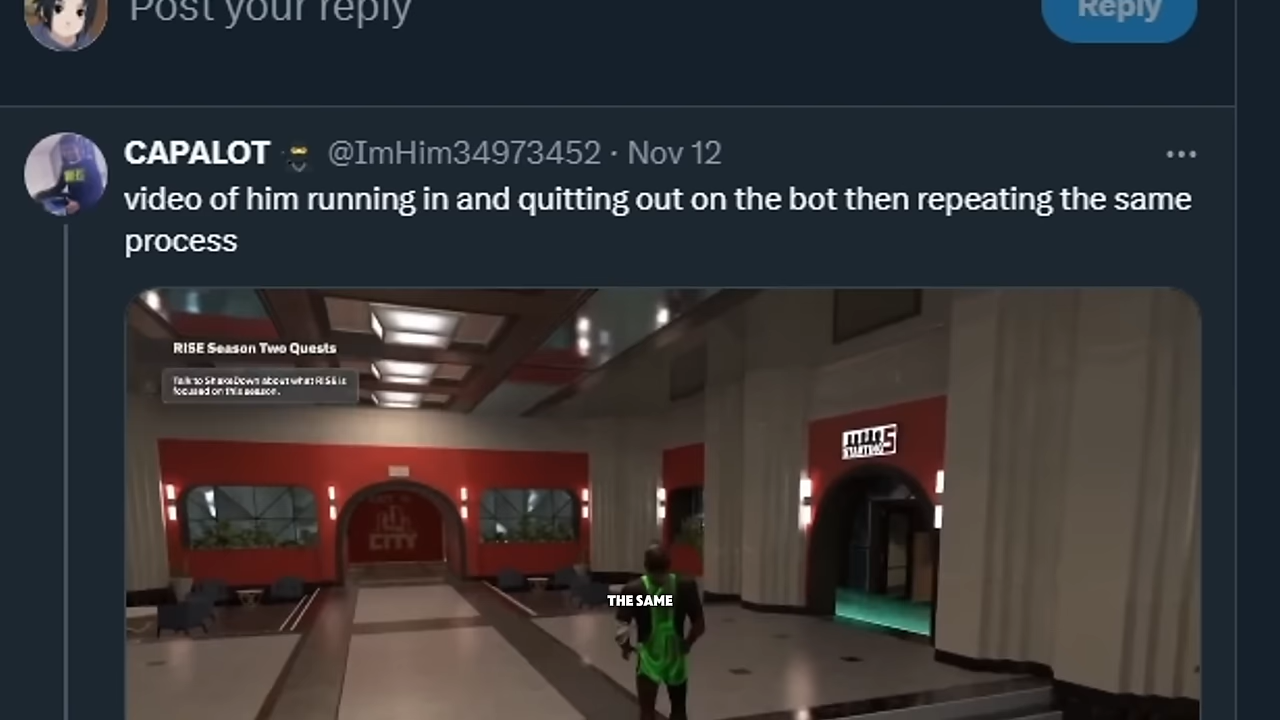 Post your reply
Reply
CAPALOT @ImHim34973452 · Nov 12
video of him running in and quitting out on the bot then repeating the same
process
RISE Season Two Quests
Talk to ShakeDown about what RISE is
focused on this season.
STARTING 5
CITY
THE SAME